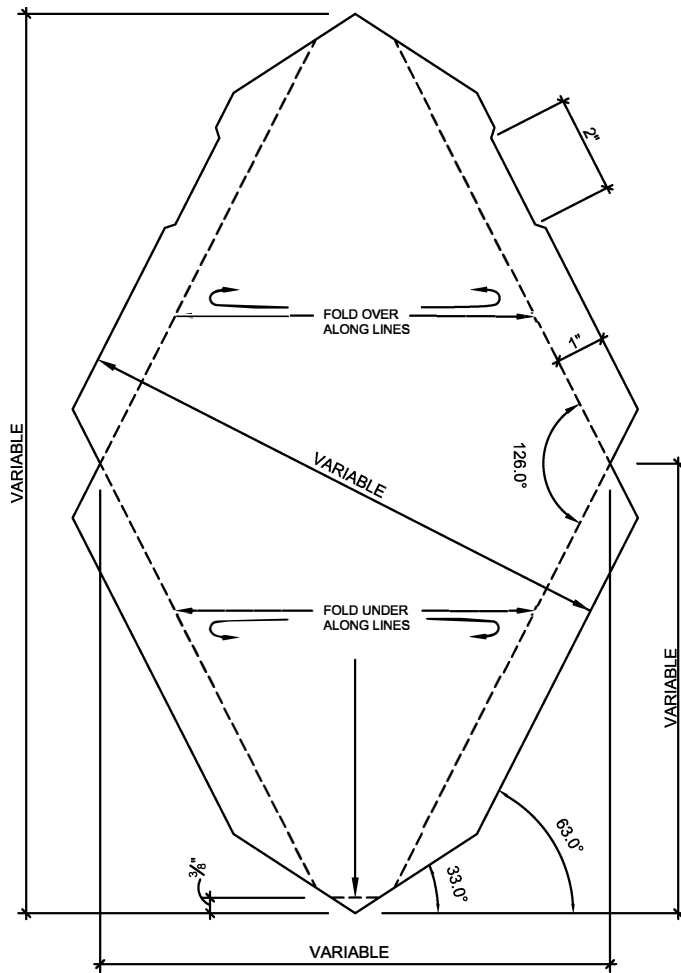 2"
FOLD OVER
ALONG LINES
1"
VARIABLE
VARIABLE
126.0°
FOLD UNDER
ALONG LINES
VARIABLE
63.0°
33.0°
3/8"
VARIABLE